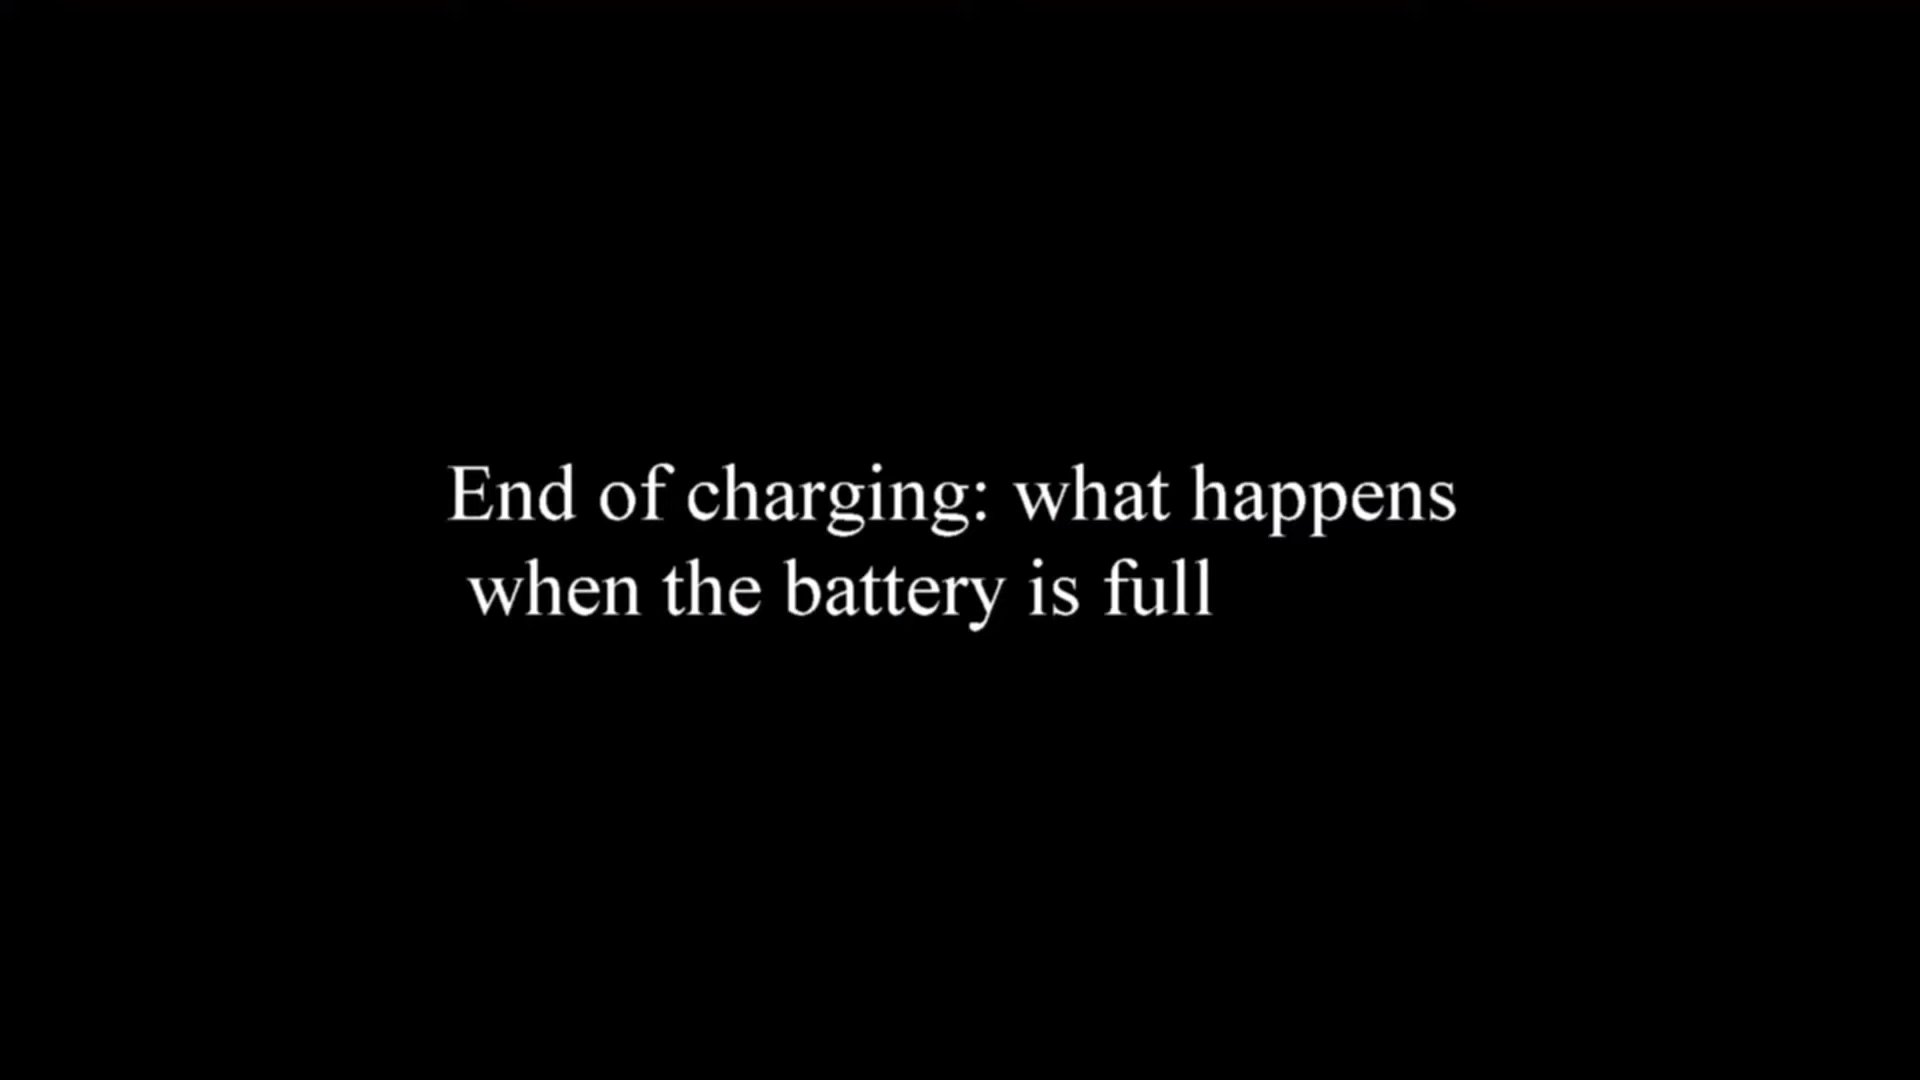 End of charging: what happens
when the battery is full